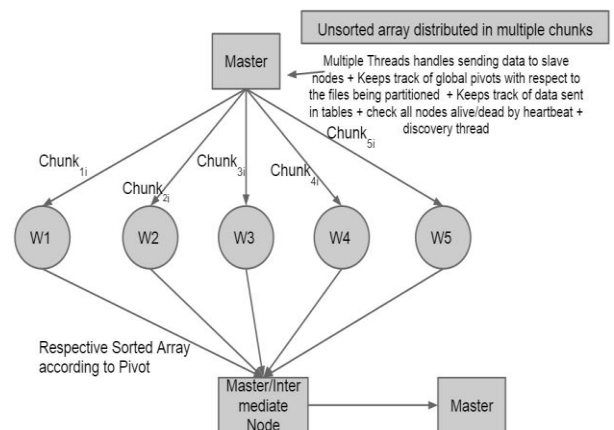 Unsorted array distributed in multiple chunks
Master
Multiple Threads handles sending data to slave
nodes + Keeps track of global pivots with respect to
the files being partitioned + Keeps track of data sent
in tables + check all nodes alive/dead by heartbeat +
discovery thread
Chunk1i
Chunk2i
Chunk3i
Chunk4i
Chunk5i
W1
W2
W3
W4
W5
Respective Sorted Array
according to Pivot
Master/Inter
mediate
Node
Master